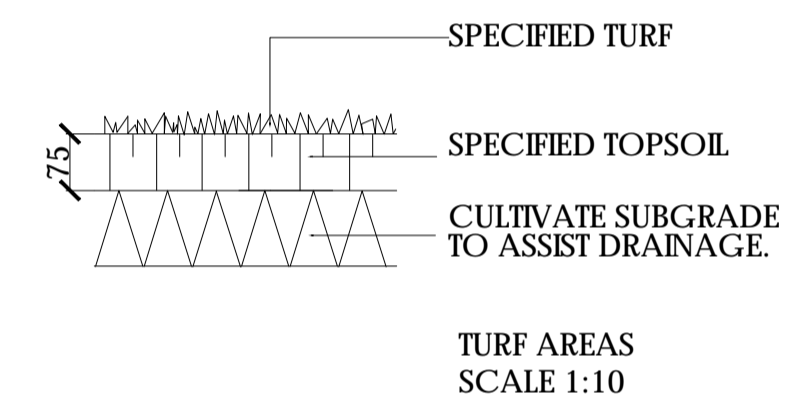 SPECIFIED TURF
75
SPECIFIED TOPSOIL
CULTIVATE SUBGRADE
TO ASSIST DRAINAGE.
TURF AREAS
SCALE 1:10